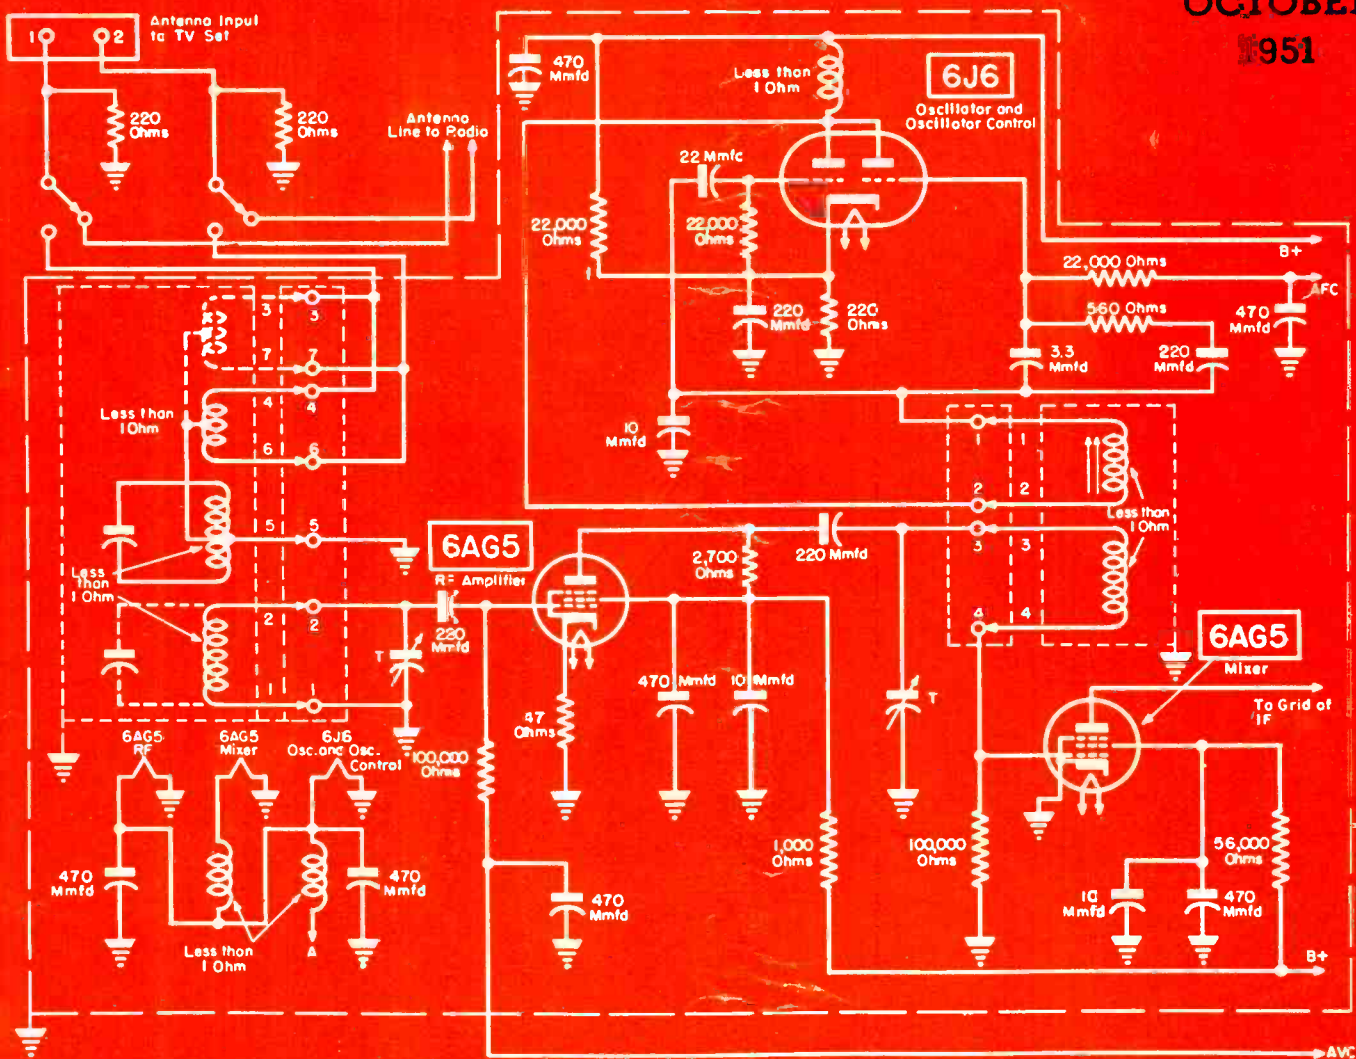 OCTOBER
1951
Antenna Input
to TV Set
1
2
220
Ohms
220
Ohms
Antenna
Line to Radio
470
Mmfd
Less than
1 Ohm
6J6
Oscillator and
Oscillator Control
22 Mmfd
22,000
Ohms
22,000
Ohms
220
Mmfd
220
Ohms
B+
22,000 Ohms
AFC
560 Ohms
470
Mmfd
3.3
Mmfd
220
Mmfd
10
Mmfd
3
3
7
7
4
4
6
6
5
5
2
2
1
1
Less than
1 Ohm
Less
than
1 Ohm
6AG5
RF Amplifier
220
Mmfd
T
2,700
Ohms
220 Mmfd
1
1
2
2
3
3
4
4
Less than
1 Ohm
6AG5
Mixer
To Grid of
IF
47
Ohms
470 Mmfd
10 Mmfd
T
100,000
Ohms
6AG5
RF
6AG5
Mixer
6J6
Osc. and Osc.
Control
470
Mmfd
470
Mmfd
Less than
1 Ohm
A
470
Mmfd
1,000
Ohms
100,000
Ohms
56,000
Ohms
10
Mmfd
470
Mmfd
B+
AVC